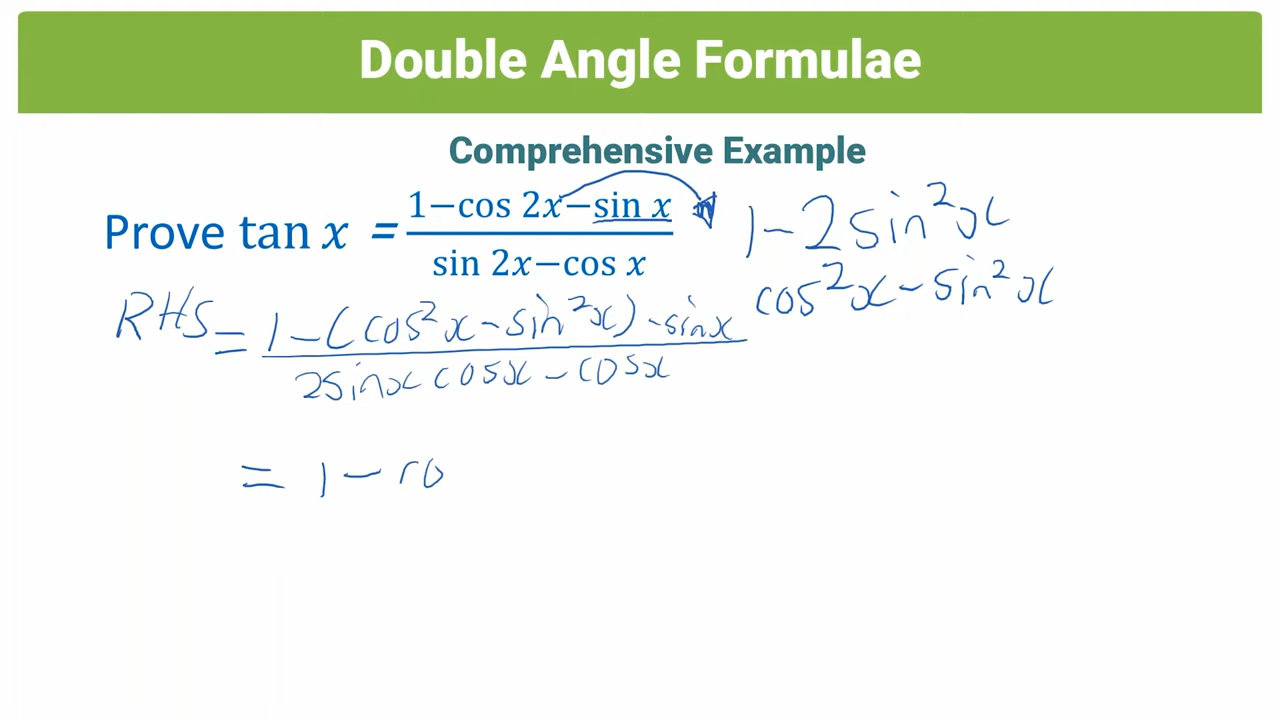 Double Angle Formulae
Comprehensive Example
Prove tan x = (1−cos 2x−sin x)/(sin 2x−cos x)
1 - 2sin²x
cos²x - sin²x
RHS = (1 - (cos²x - sin²x) - sinx)/(2sinx cosx - cosx)
= 1 - co